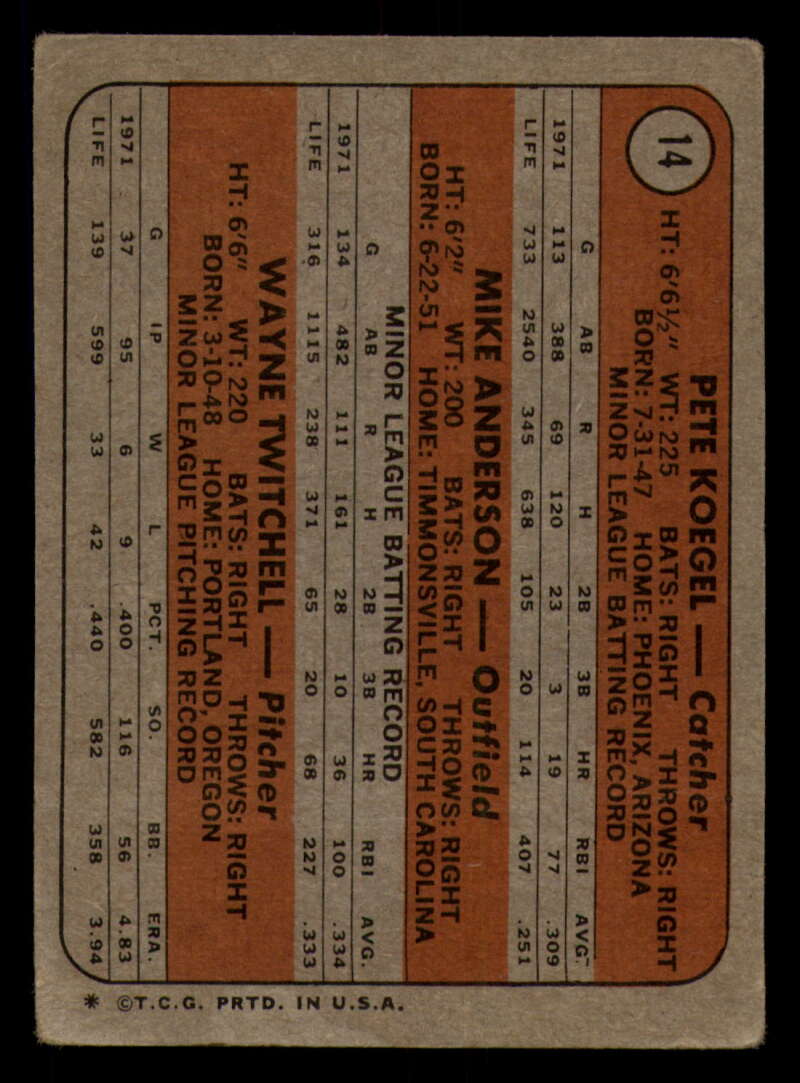 14
PETE KOEGEL — Catcher
HT: 6'6½" WT: 225 BATS: RIGHT THROWS: RIGHT
BORN: 7-31-47 HOME: PHOENIX, ARIZONA
MINOR LEAGUE BATTING RECORD
G AB R H 2B 3B HR RBI AVG.
1971 113 388 69 120 23 3 19 77 .309
LIFE 733 2540 345 638 105 20 114 407 .251
MIKE ANDERSON — Outfield
HT: 6'2" WT: 200 BATS: RIGHT THROWS: RIGHT
BORN: 6-22-51 HOME: TIMMONSVILLE, SOUTH CAROLINA
MINOR LEAGUE BATTING RECORD
G AB R H 2B 3B HR RBI AVG.
1971 134 482 111 161 28 10 36 100 .334
LIFE 316 1115 238 371 65 20 68 227 .333
WAYNE TWITCHELL — Pitcher
HT: 6'6" WT: 220 BATS: RIGHT THROWS: RIGHT
BORN: 3-10-48 HOME: PORTLAND, OREGON
MINOR LEAGUE PITCHING RECORD
G IP W L PCT. SO. BB. ERA.
1971 37 95 6 9 .400 116 56 4.83
LIFE 139 599 33 42 .440 582 358 3.94
* ©T.C.G. PRTD. IN U.S.A.